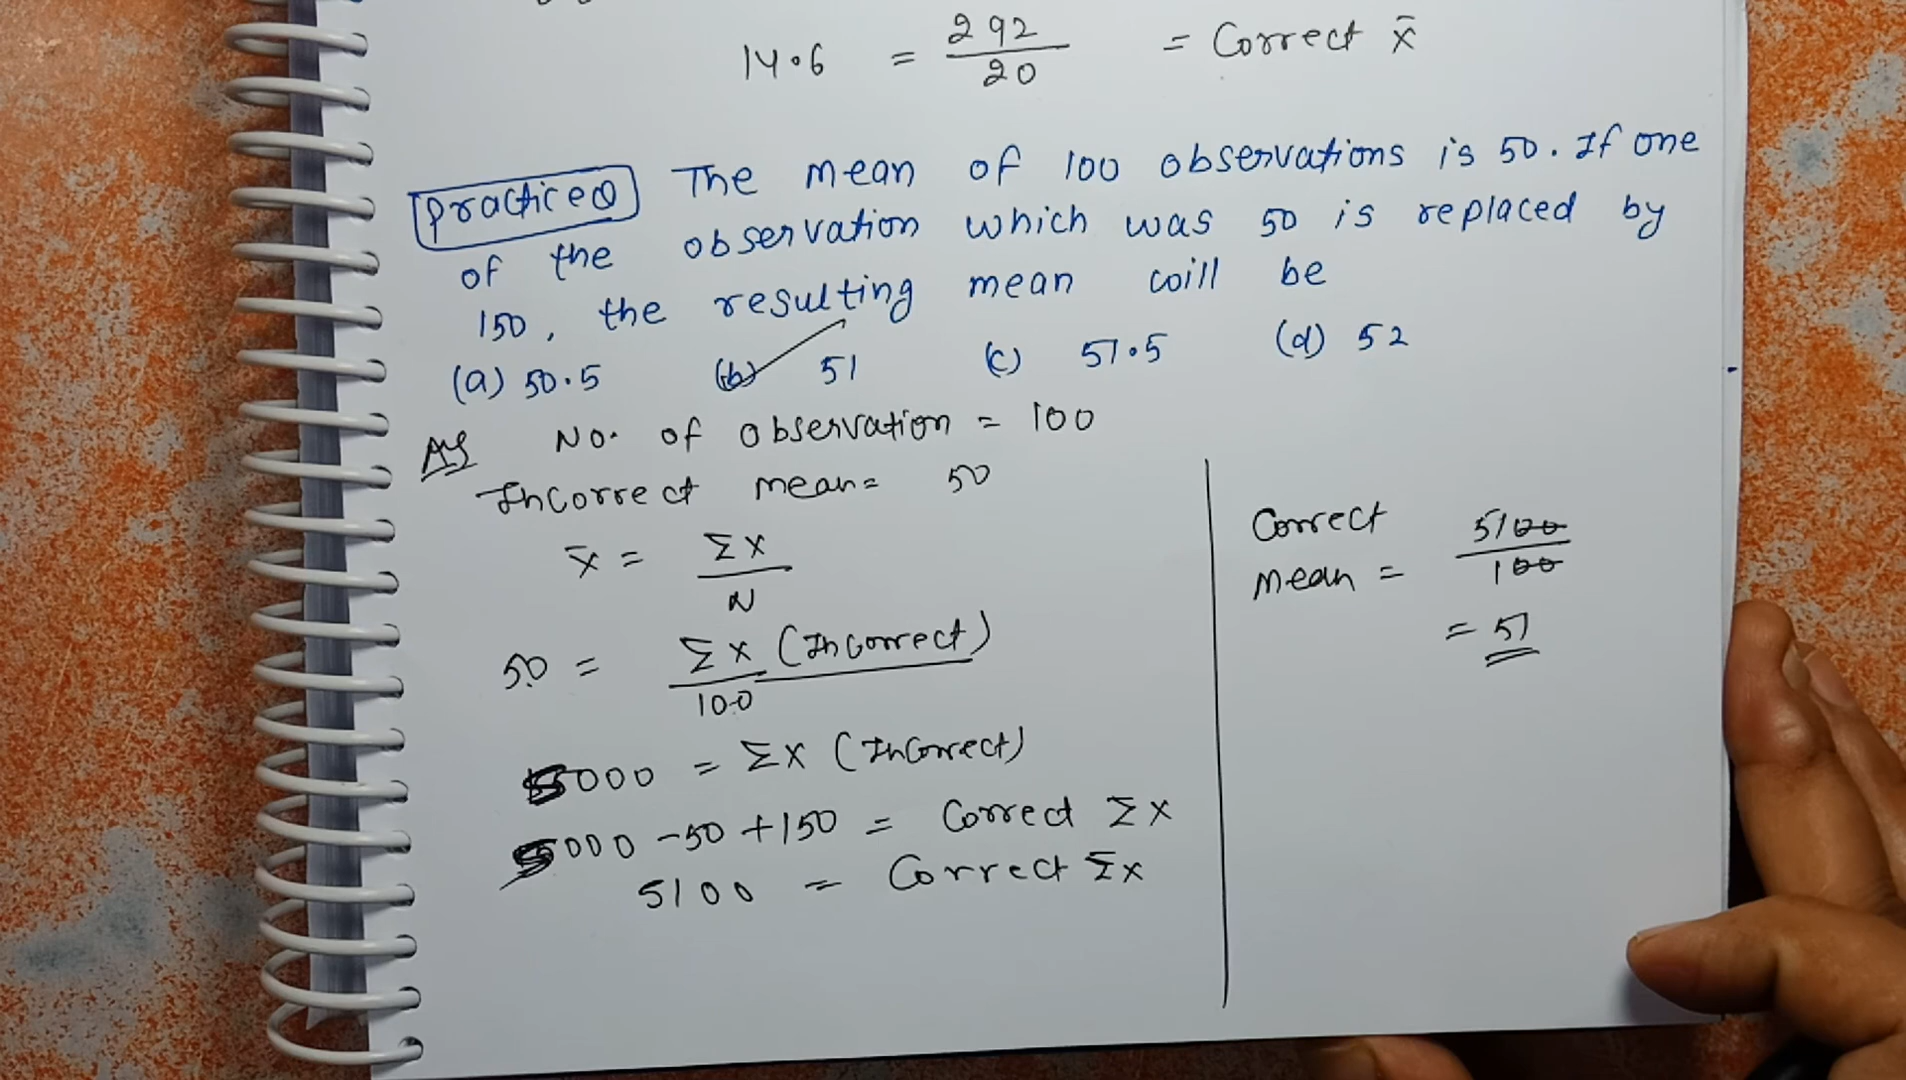 14.6 = 292/20 = Correct x̄
Practice Q The mean of 100 observations is 50. If one
of the observation which was 50 is replaced by
150, the resulting mean will be
(a) 50.5 (b) 51 (c) 51.5 (d) 52
No. of observation = 100
Incorrect mean = 50
x̄ = Σx/N
50 = Σx (Incorrect)/100
5000 = Σx (Incorrect)
5000 - 50 + 150 = Correct Σx
5100 = Correct Σx
Correct
mean = 5100/100
= 51